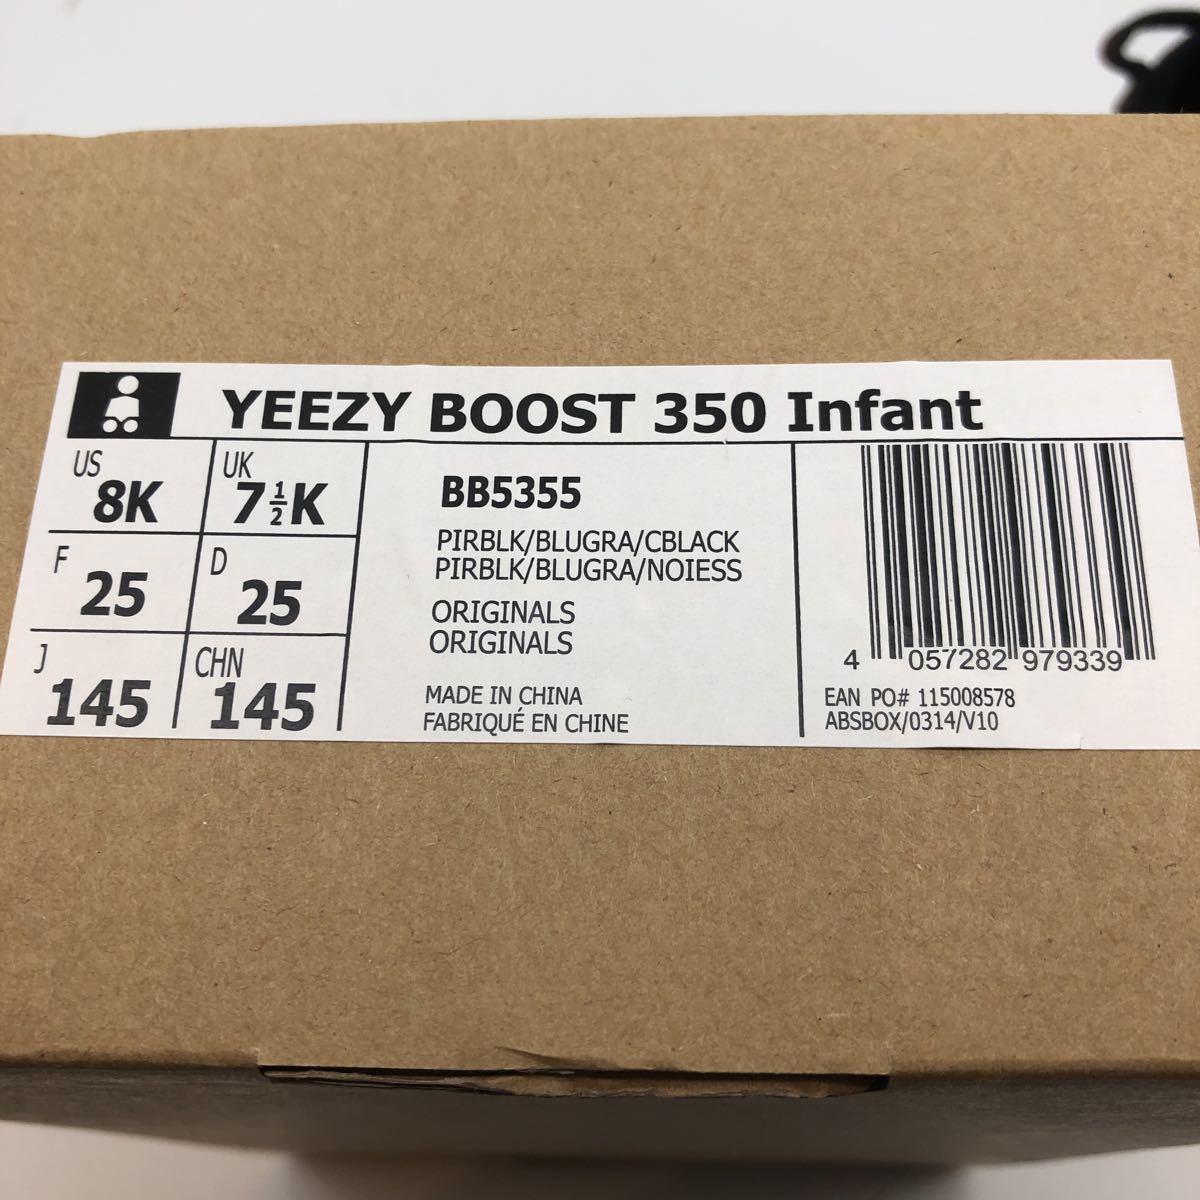 YEEZY BOOST 350 Infant
US 8K
UK 7½K
F 25
D 25
J 145
CHN 145
BB5355
PIRBLK/BLUGRA/CBLACK
PIRBLK/BLUGRA/NOIESS
ORIGINALS
ORIGINALS
MADE IN CHINA
FABRIQUÉ EN CHINE
4 057282 979339
EAN PO# 115008578
ABSBOX/0314/V10